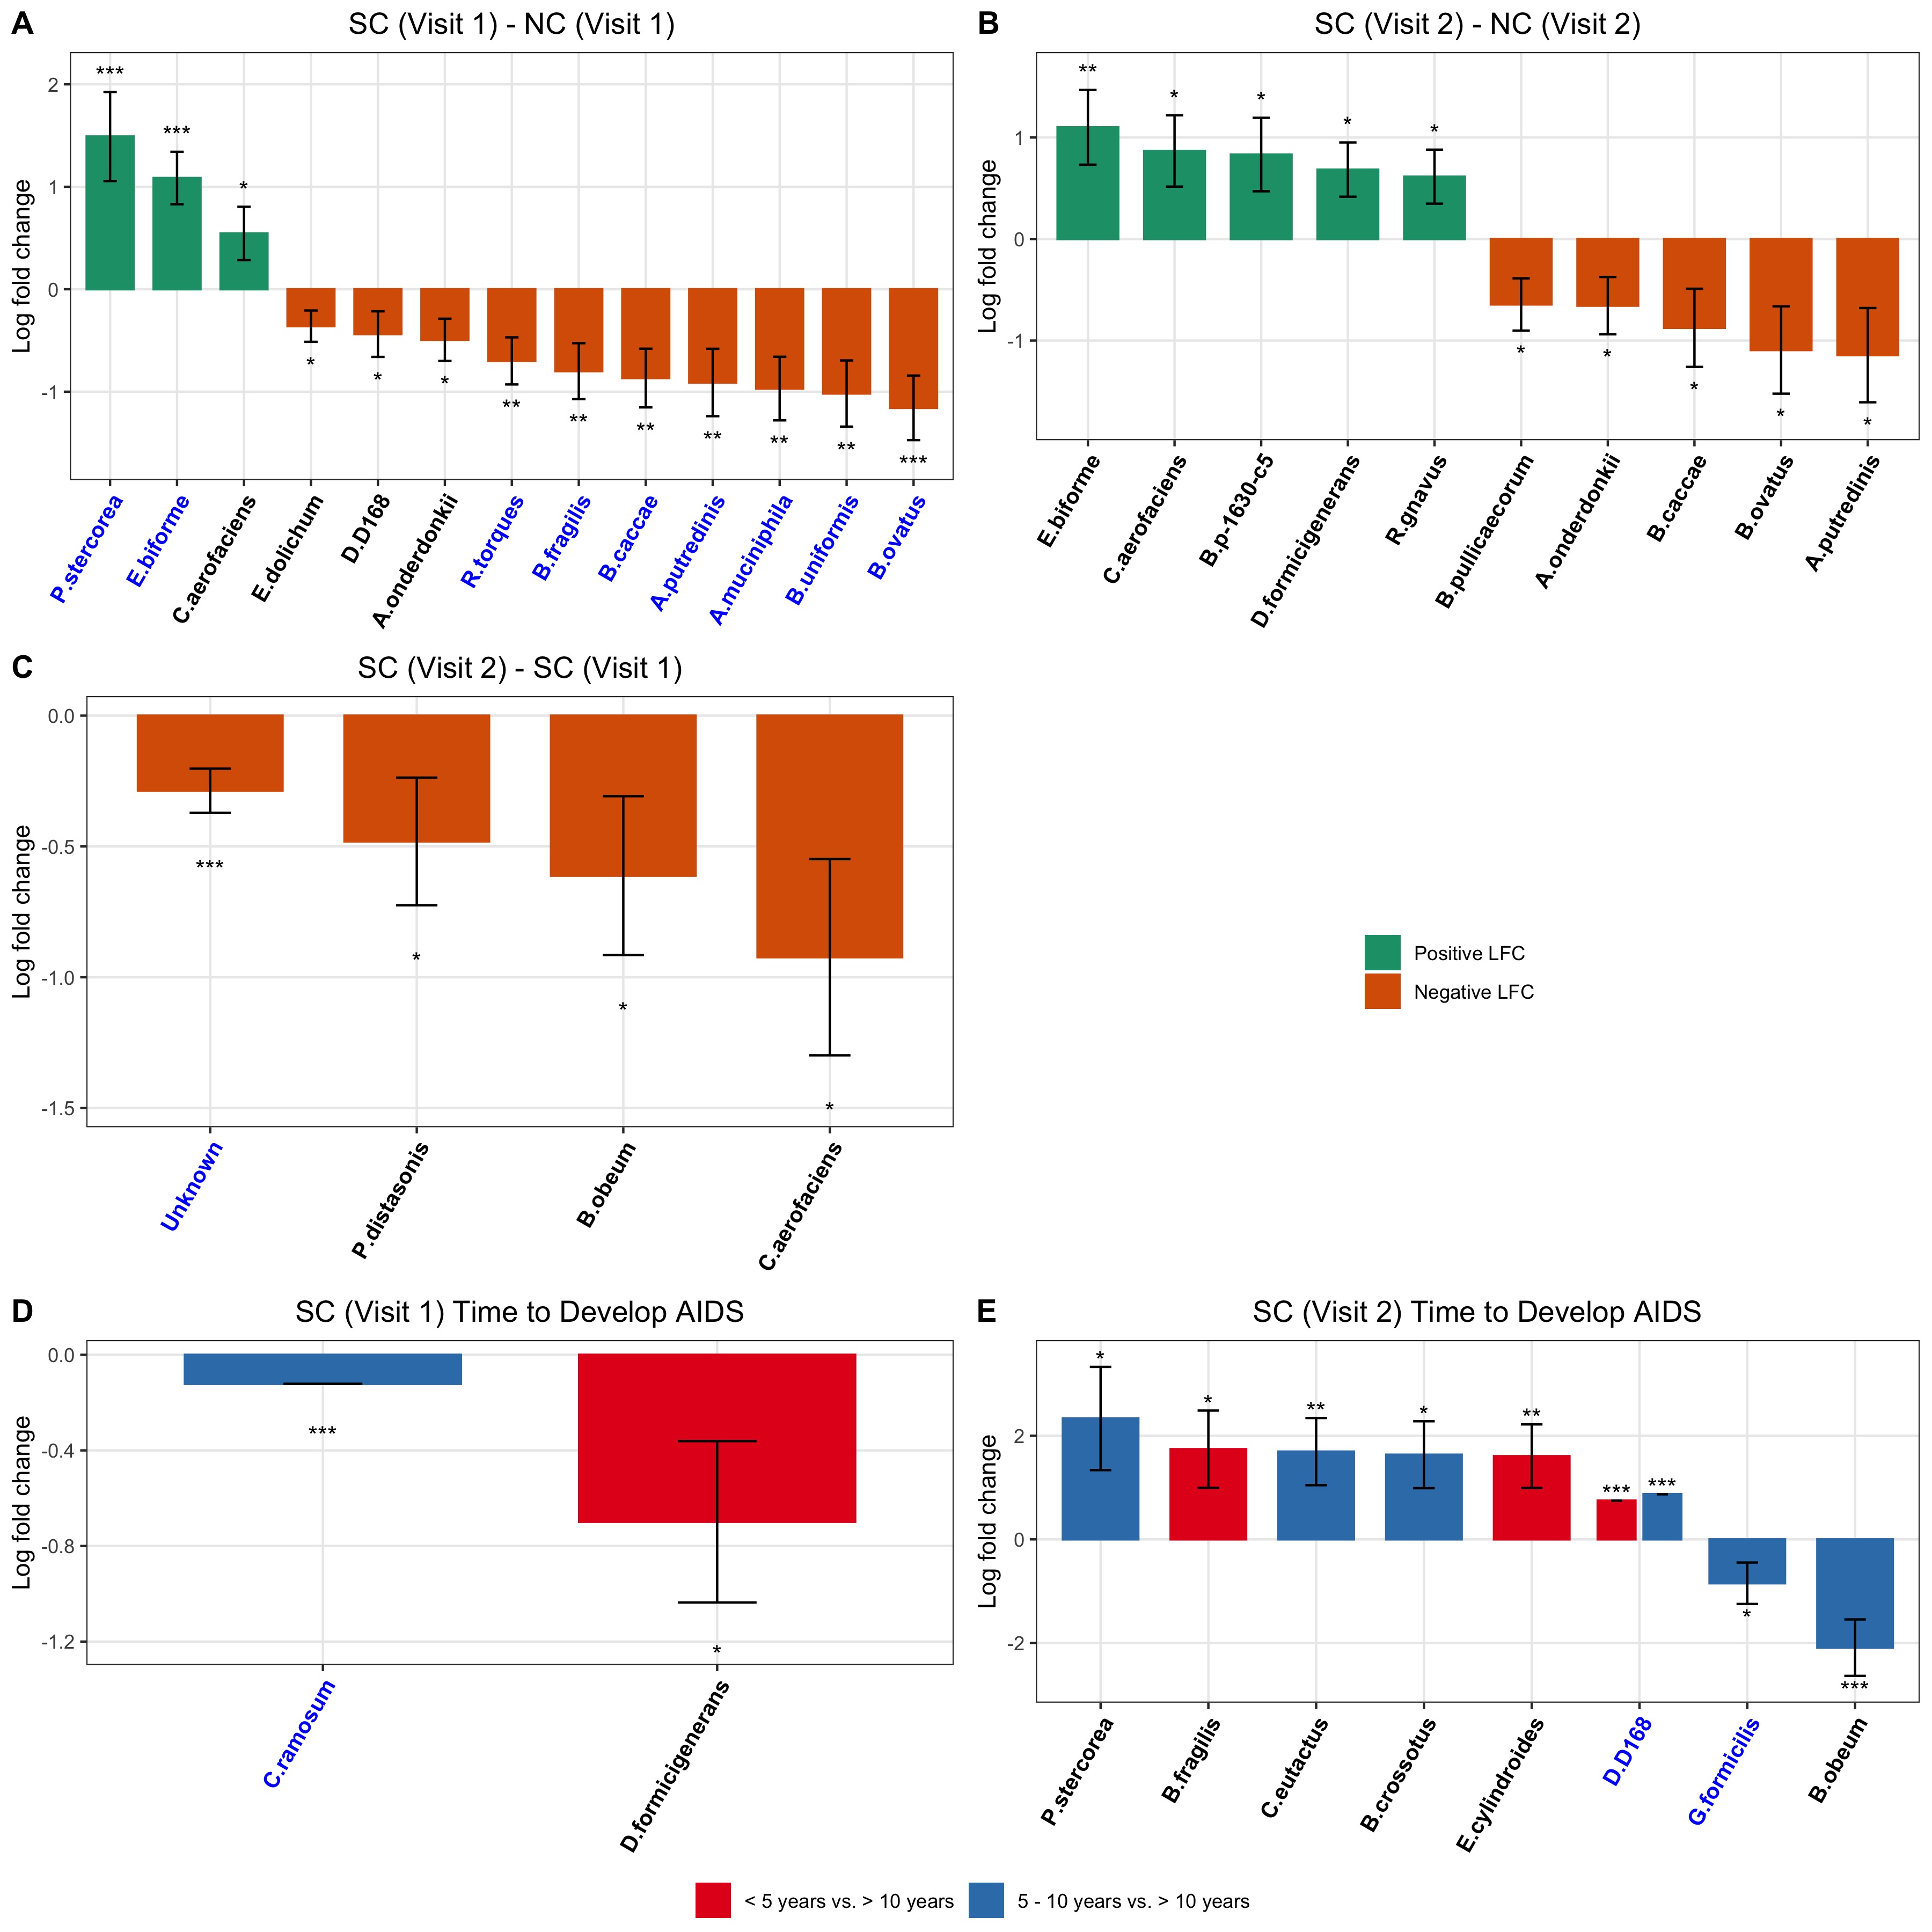 A
SC (Visit 1) - NC (Visit 1)
Log fold change
2
1
0
-1
***
***
*
*
*
*
**
**
**
**
**
**
***
P.stercorea
E.biforme
C.aerofaciens
E.dolichum
D.D168
A.onderdonkii
R.torques
B.fragilis
B.caccae
A.putredinis
A.muciniphila
B.uniformis
B.ovatus
B
SC (Visit 2) - NC (Visit 2)
Log fold change
1
0
-1
**
*
*
*
*
*
*
*
*
*
E.biforme
C.aerofaciens
B.p-1630-c5
D.formicigenerans
R.gnavus
B.pullicaecorum
A.onderdonkii
B.caccae
B.ovatus
A.putredinis
C
SC (Visit 2) - SC (Visit 1)
Log fold change
0.0
-0.5
-1.0
-1.5
***
*
*
*
Unknown
P.distasonis
B.obeum
C.aerofaciens
Positive LFC
Negative LFC
D
SC (Visit 1) Time to Develop AIDS
Log fold change
0.0
-0.4
-0.8
-1.2
***
*
C.ramosum
D.formicigenerans
E
SC (Visit 2) Time to Develop AIDS
Log fold change
2
0
-2
*
*
**
*
**
***
***
*
***
P.stercorea
B.fragilis
C.eutactus
B.crossotus
E.cylindroides
D.D168
G.formicilis
B.obeum
< 5 years vs. > 10 years
5 - 10 years vs. > 10 years